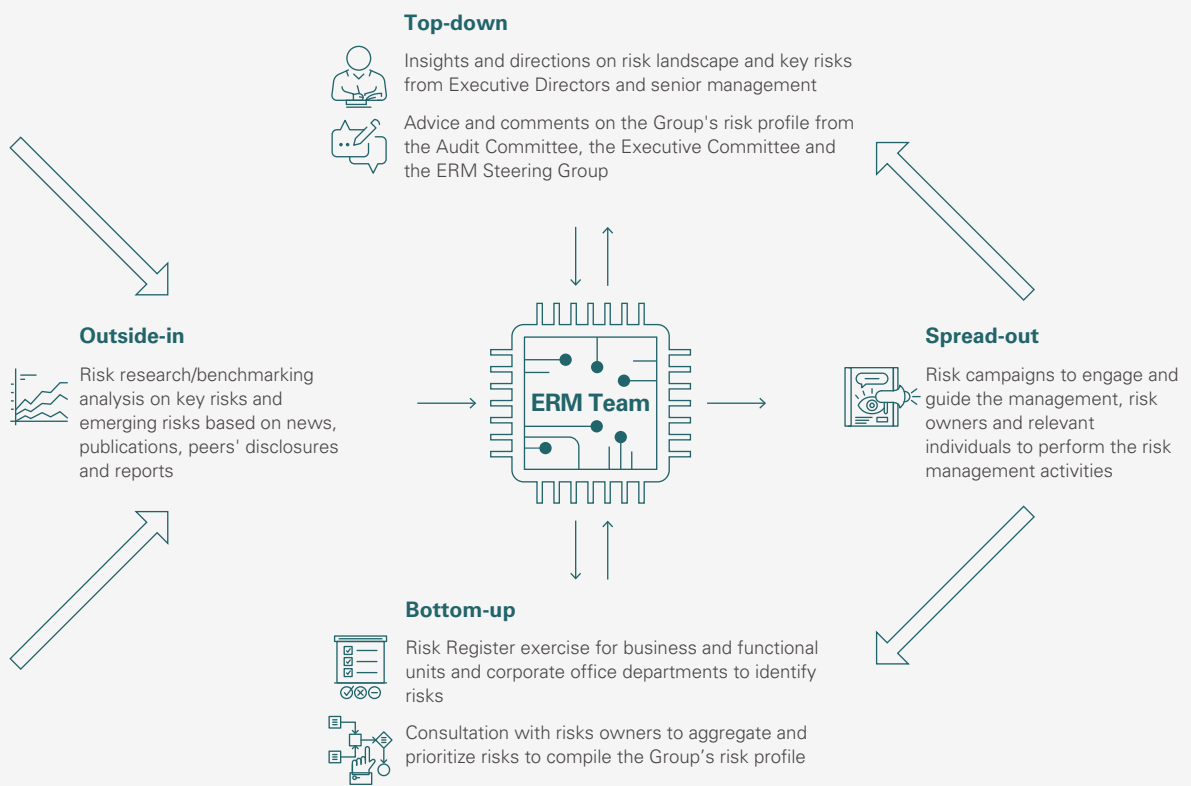 Top-down
Insights and directions on risk landscape and key risks
from Executive Directors and senior management
Advice and comments on the Group's risk profile from
the Audit Committee, the Executive Committee and
the ERM Steering Group
Outside-in
Risk research/benchmarking
analysis on key risks and
emerging risks based on news,
publications, peers' disclosures
and reports
ERM Team
Spread-out
Risk campaigns to engage and
guide the management, risk
owners and relevant
individuals to perform the risk
management activities
Bottom-up
Risk Register exercise for business and functional
units and corporate office departments to identify
risks
Consultation with risks owners to aggregate and
prioritize risks to compile the Group’s risk profile